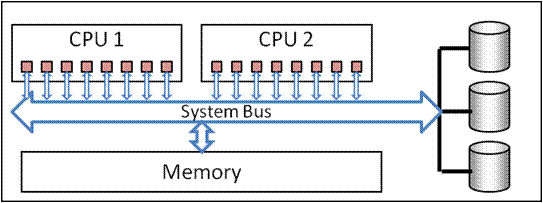 CPU 1
CPU 2
System Bus
Memory